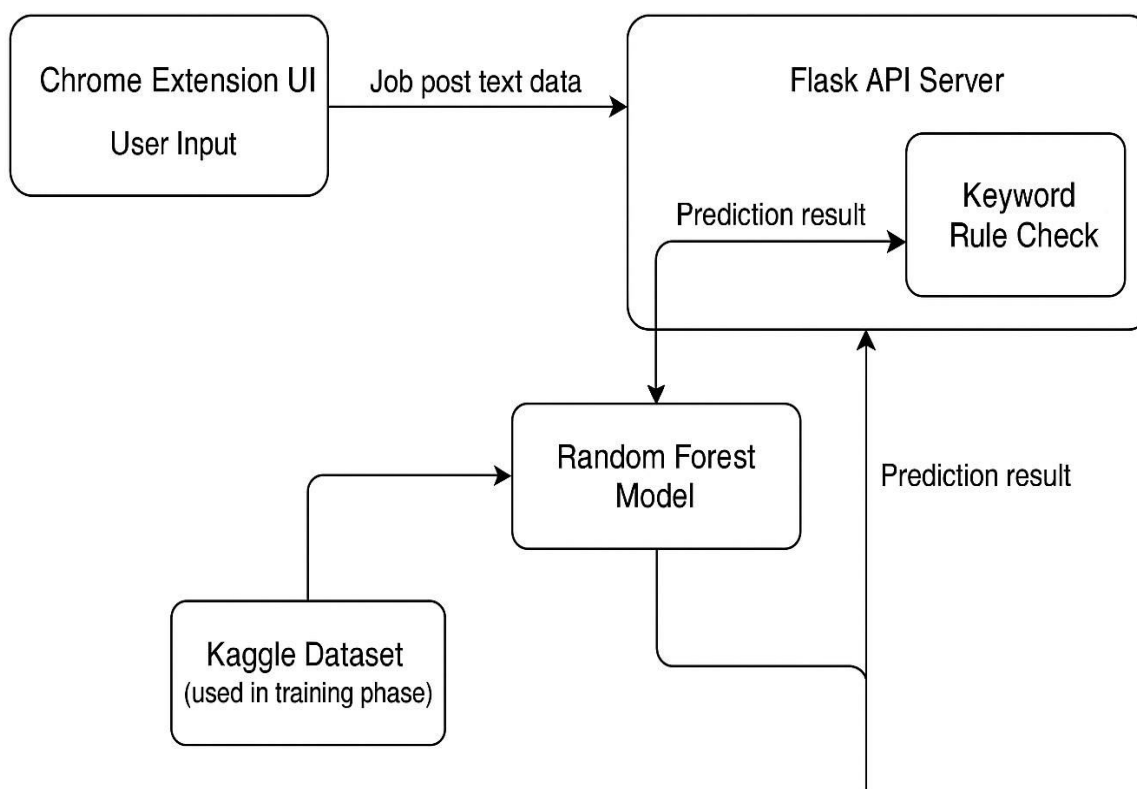 Chrome Extension UI
User Input
Job post text data
Flask API Server
Keyword
Rule Check
Prediction result
Random Forest
Model
Prediction result
Kaggle Dataset
(used in training phase)